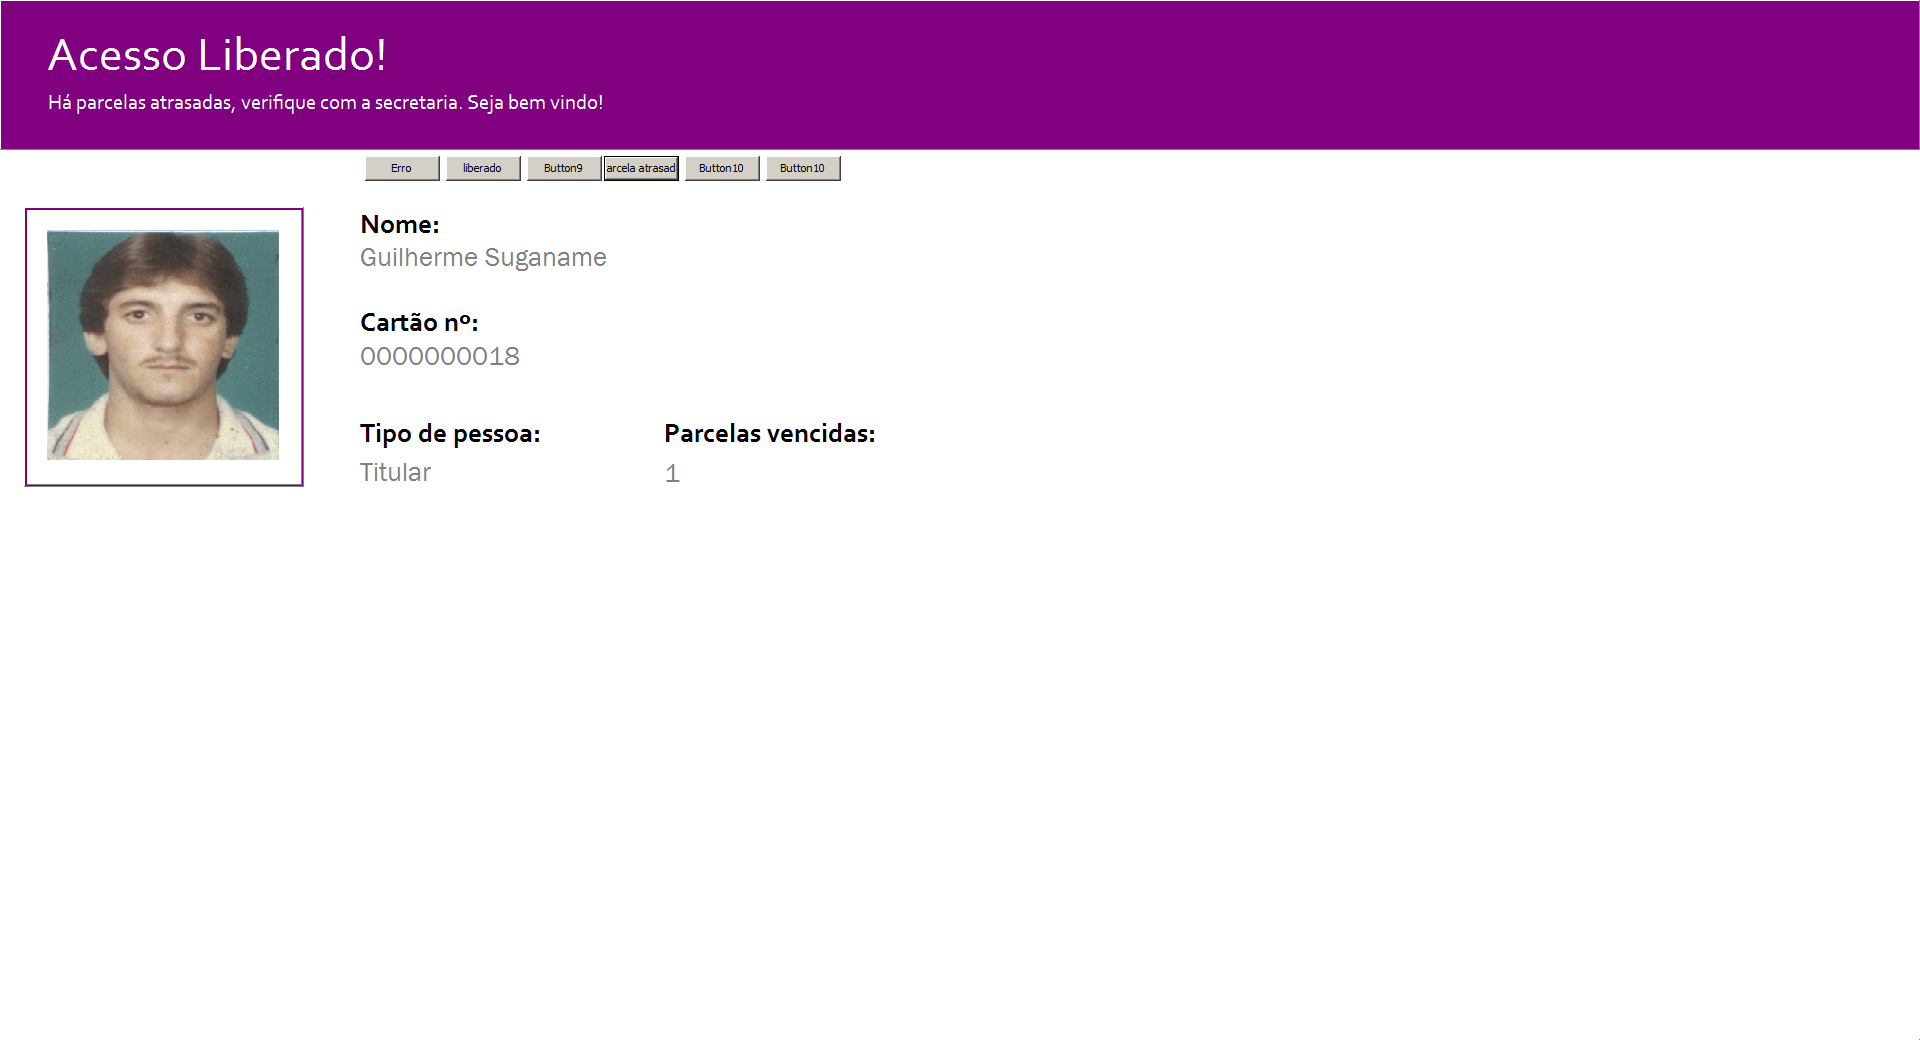 Acesso Liberado!
Há parcelas atrasadas, verifique com a secretaria. Seja bem vindo!
Erro liberado Button9 arcela atrasad Button10 Button10
Nome:
Guilherme Suganame
Cartão nº:
0000000018
Tipo de pessoa: Parcelas vencidas:
Titular 1